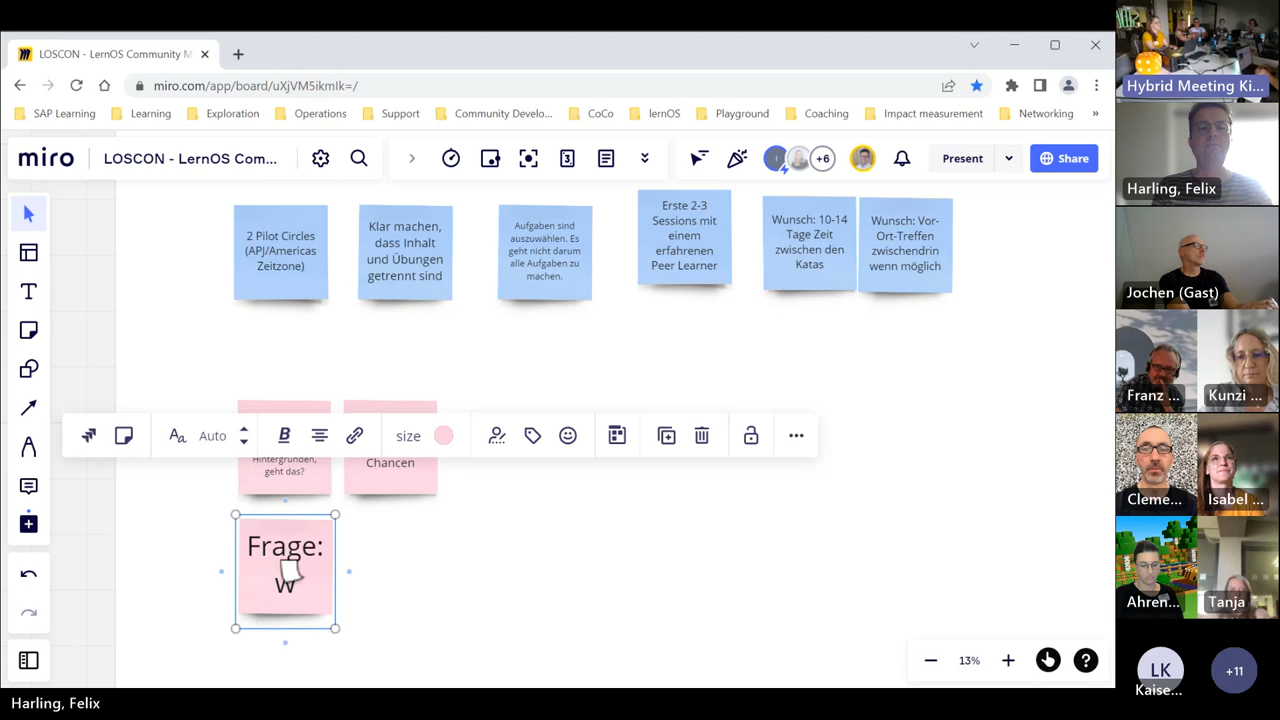 LOSCON - LernOS Community M
miro.com/app/board/uXjVM5ikmIk=/
SAP Learning
Learning
Exploration
Operations
Support
Community Develo...
CoCo
lernOS
Playground
Coaching
Impact measurement
Networking
»
miro
LOSCON - LernOS Com...
3
+6
Present
Share
2 Pilot Circles
(APJ/Americas
Zeitzone)
Klar machen,
dass Inhalt
und Übungen
getrennt sind
Aufgaben sind
auszuwählen. Es
geht nicht darum
alle Aufgaben zu
machen.
Erste 2-3
Sessions mit
einem
erfahrenen
Peer Learner
Wunsch: 10-14
Tage Zeit
zwischen den
Katas
Wunsch: Vor-
Ort-Treffen
zwischendrin
wenn möglich
Auto
B
size
Hintergründen,
geht das?
Chancen
Frage:
w
13%
Hybrid Meeting Ki...
Harling, Felix
Jochen (Gast)
Franz ...
Kunzi ...
Cleme...
Isabel ...
Ahren...
Tanja
LK
Kaise...
+11
Harling, Felix